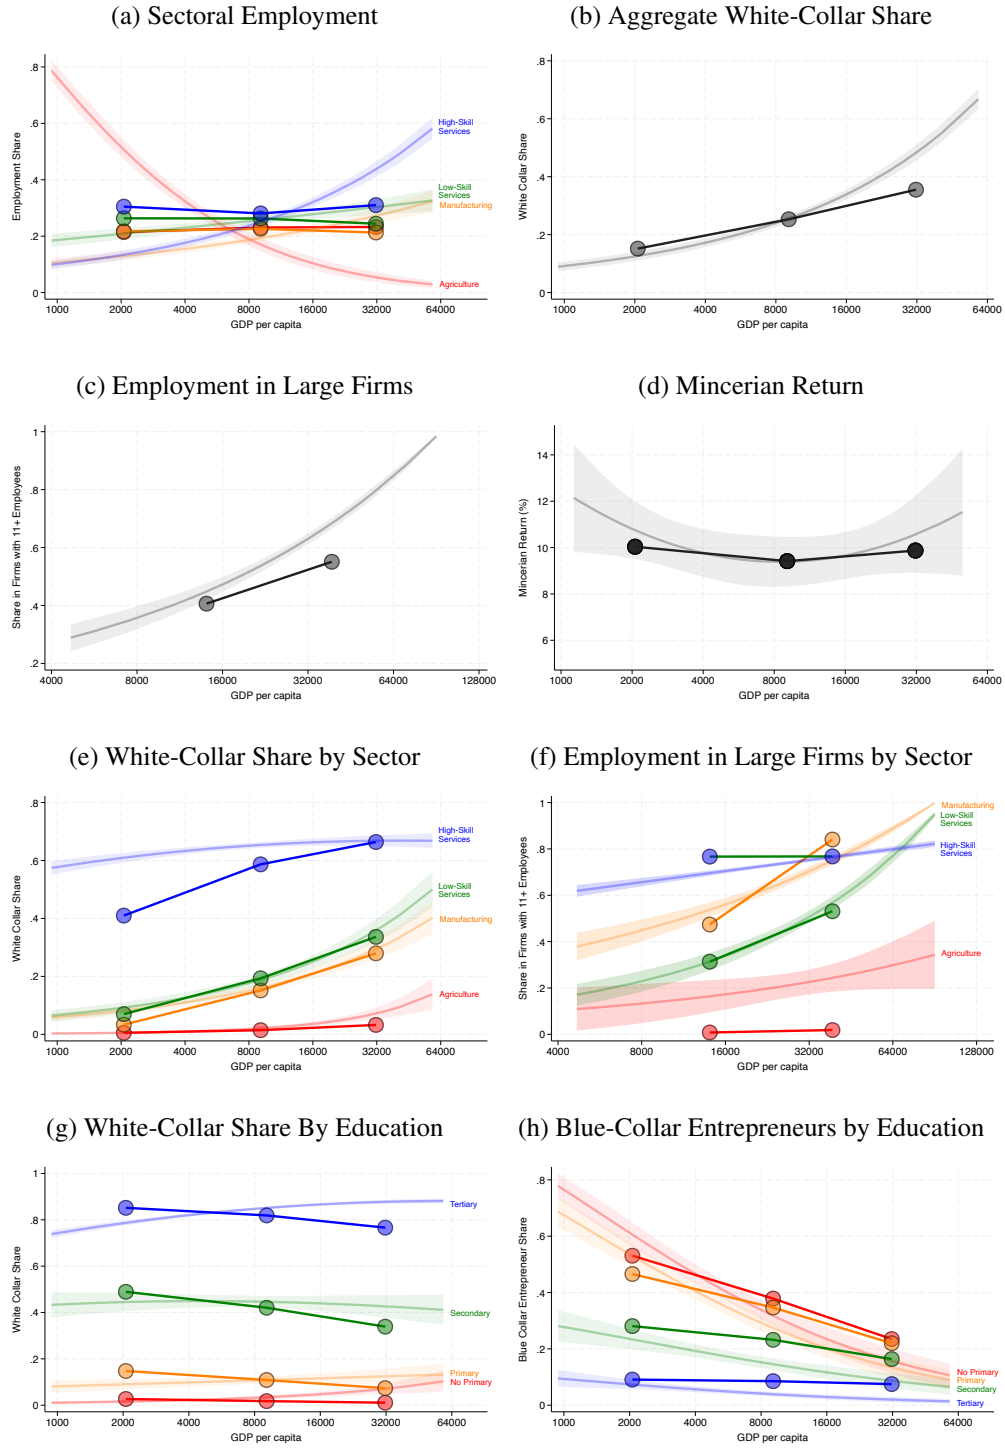 (a) Sectoral Employment
.8
.6
.4
.2
0
Employment Share
High-Skill
Services
Low-Skill
Services
Manufacturing
Agriculture
1000 2000 4000 8000 16000 32000 64000
GDP per capita
(b) Aggregate White-Collar Share
.8
.6
.4
.2
0
White Collar Share
1000 2000 4000 8000 16000 32000 64000
GDP per capita
(c) Employment in Large Firms
1
.8
.6
.4
.2
Share in Firms with 11+ Employees
4000 8000 16000 32000 64000 128000
GDP per capita
(d) Mincerian Return
14
12
10
8
6
Mincerian Return (%)
1000 2000 4000 8000 16000 32000 64000
GDP per capita
(e) White-Collar Share by Sector
.8
.6
.4
.2
0
White Collar Share
High-Skill
Services
Low-Skill
Services
Manufacturing
Agriculture
1000 2000 4000 8000 16000 32000 64000
GDP per capita
(f) Employment in Large Firms by Sector
1
.8
.6
.4
.2
0
Share in Firms with 11+ Employees
Manufacturing
Low-Skill
Services
High-Skill
Services
Agriculture
4000 8000 16000 32000 64000 128000
GDP per capita
(g) White-Collar Share By Education
1
.8
.6
.4
.2
0
White Collar Share
Tertiary
Secondary
Primary
No Primary
1000 2000 4000 8000 16000 32000 64000
GDP per capita
(h) Blue-Collar Entrepreneurs by Education
.8
.6
.4
.2
0
Blue Collar Entrepreneur Share
No Primary
Primary
Secondary
Tertiary
1000 2000 4000 8000 16000 32000 64000
GDP per capita